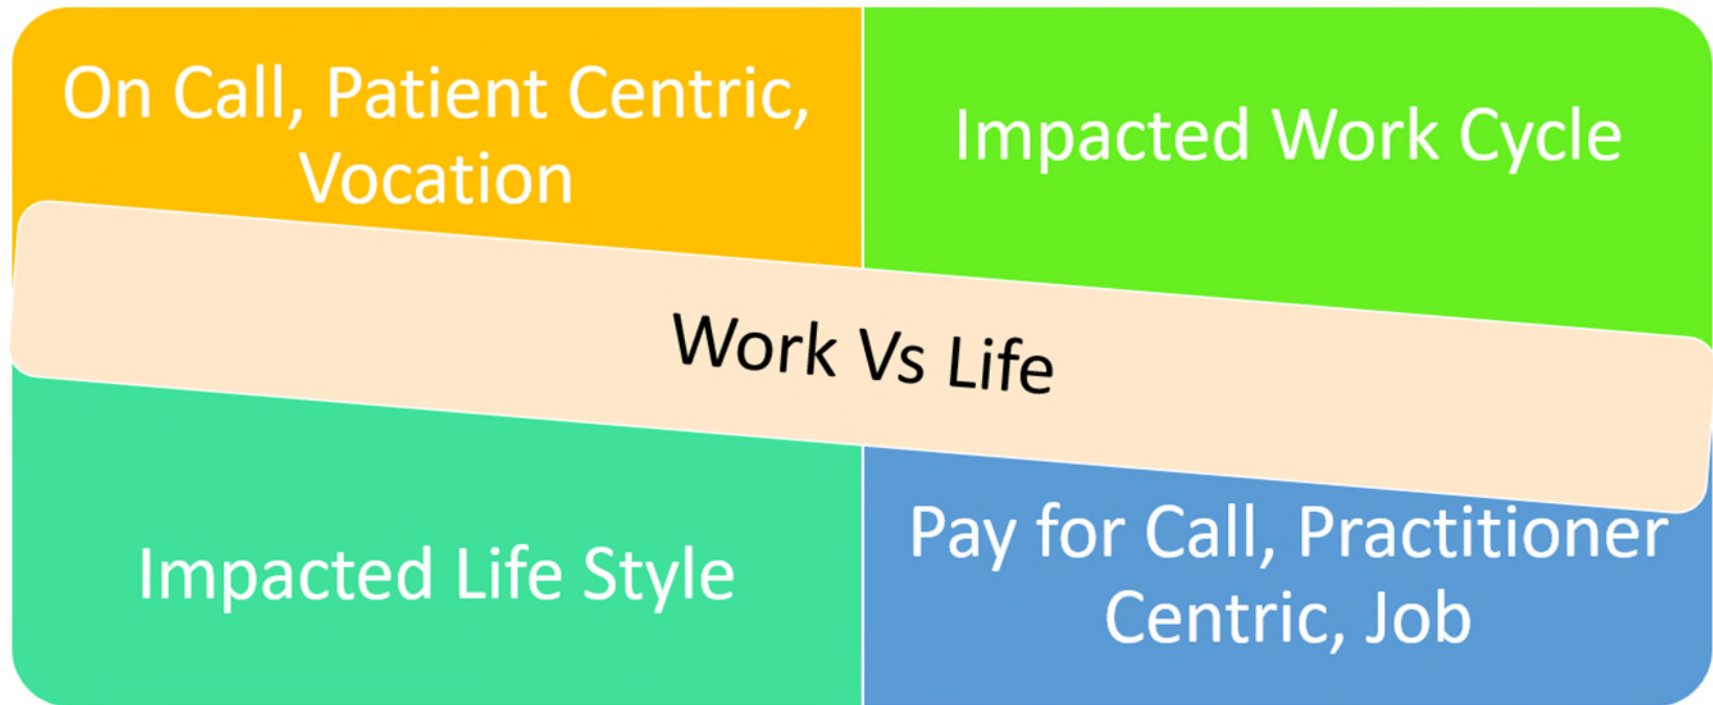 On Call, Patient Centric,
Vocation
Impacted Work Cycle
Work Vs Life
Impacted Life Style
Pay for Call, Practitioner
Centric, Job